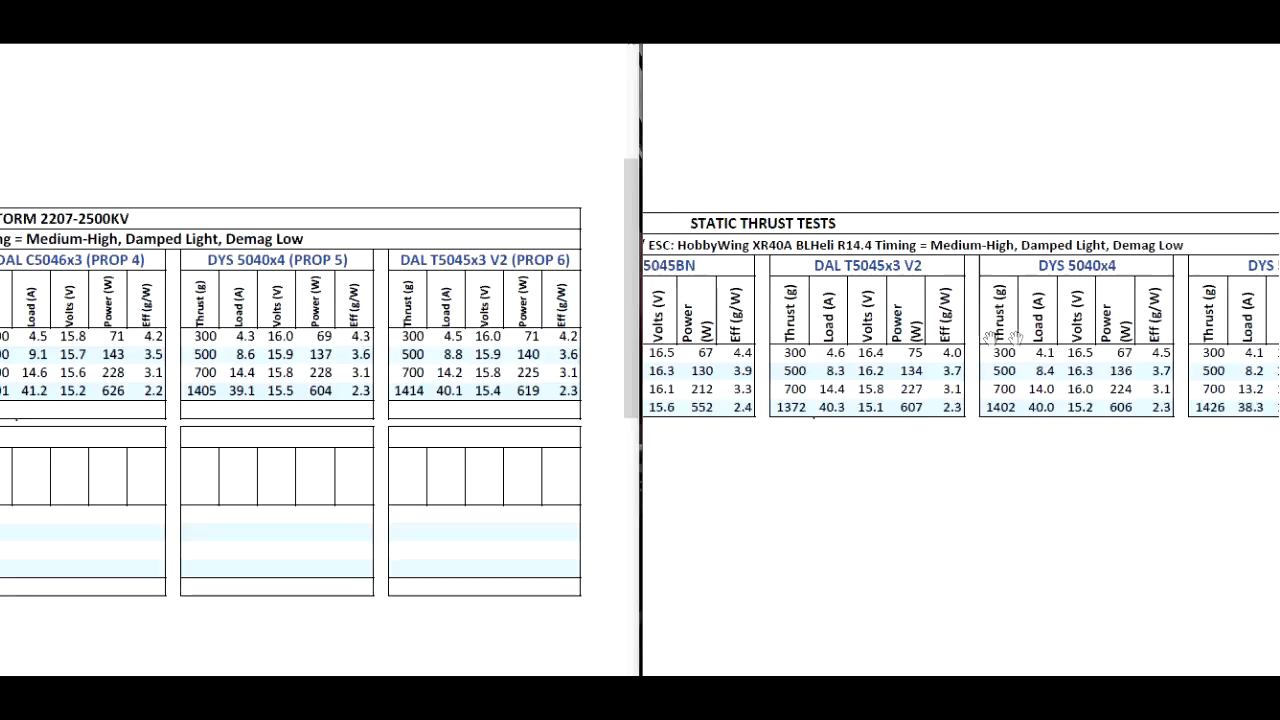 TORM 2207-2500KV
ng = Medium-High, Damped Light, Demag Low
DAL C5046x3 (PROP 4) DYS 5040x4 (PROP 5) DAL T5045x3 V2 (PROP 6)
Load (A) Volts (V) Power (W) Eff (g/W) Thrust (g) Load (A) Volts (V) Power (W) Eff (g/W) Thrust (g) Load (A) Volts (V) Power (W) Eff (g/W)
00 4.5 15.8 71 4.2 300 4.3 16.0 69 4.3 300 4.5 16.0 71 4.2
00 9.1 15.7 143 3.5 500 8.6 15.9 137 3.6 500 8.8 15.9 140 3.6
00 14.6 15.6 228 3.1 700 14.4 15.8 228 3.1 700 14.2 15.8 225 3.1
01 41.2 15.2 626 2.2 1405 39.1 15.5 604 2.3 1414 40.1 15.4 619 2.3
STATIC THRUST TESTS
/ ESC: HobbyWing XR40A BLHeli R14.4 Timing = Medium-High, Damped Light, Demag Low
5045BN DAL T5045x3 V2 DYS 5040x4 DYS
Volts (V) Power (W) Eff (g/W) Thrust (g) Load (A) Volts (V) Power (W) Eff (g/W) Thrust (g) Load (A) Volts (V) Power (W) Eff (g/W) Thrust (g) Load (A)
16.5 67 4.4 300 4.6 16.4 75 4.0 300 4.1 16.5 67 4.5 300 4.1
16.3 130 3.9 500 8.3 16.2 134 3.7 500 8.4 16.3 136 3.7 500 8.2
16.1 212 3.3 700 14.4 15.8 227 3.1 700 14.0 16.0 224 3.1 700 13.2
15.6 552 2.4 1372 40.3 15.1 607 2.3 1402 40.0 15.2 606 2.3 1426 38.3